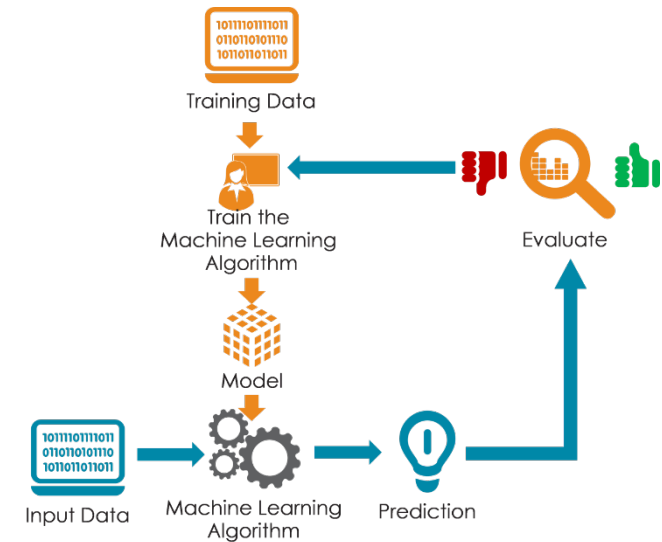 1011110111011
0110110101110
1011011011011
Training Data
Train the
Machine Learning
Algorithm
Evaluate
Model
1011110111011
0110110101110
1011011011011
Input Data
Machine Learning
Algorithm
Prediction